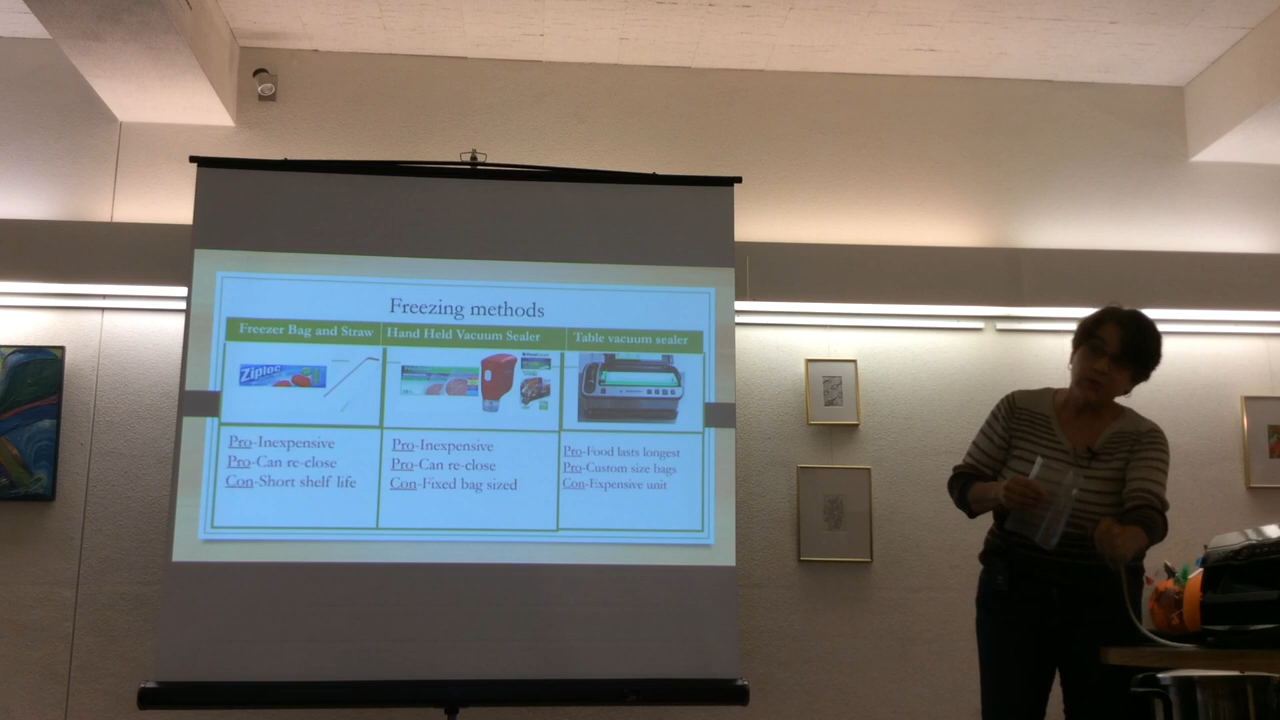 Freezing methods
Freezer Bag and Straw
Hand Held Vacuum Sealer
Table vacuum sealer
Ziploc
Pro-Inexpensive
Pro-Can re-close
Con-Short shelf life
Pro-Inexpensive
Pro-Can re-close
Con-Fixed bag sized
Pro-Food lasts longest
Pro-Custom size bags
Con-Expensive unit